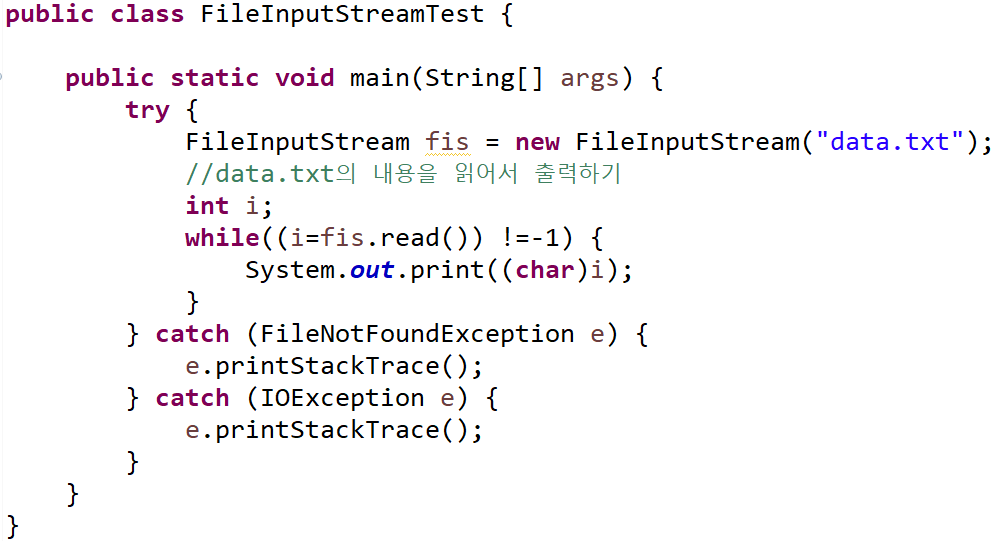 public class FileInputStreamTest {
public static void main(String[] args) {
try {
FileInputStream fis = new FileInputStream("data.txt");
//data.txt의 내용을 읽어서 출력하기
int i;
while((i=fis.read()) !=-1) {
System.out.print((char)i);
}
} catch (FileNotFoundException e) {
e.printStackTrace();
} catch (IOException e) {
e.printStackTrace();
}
}
}